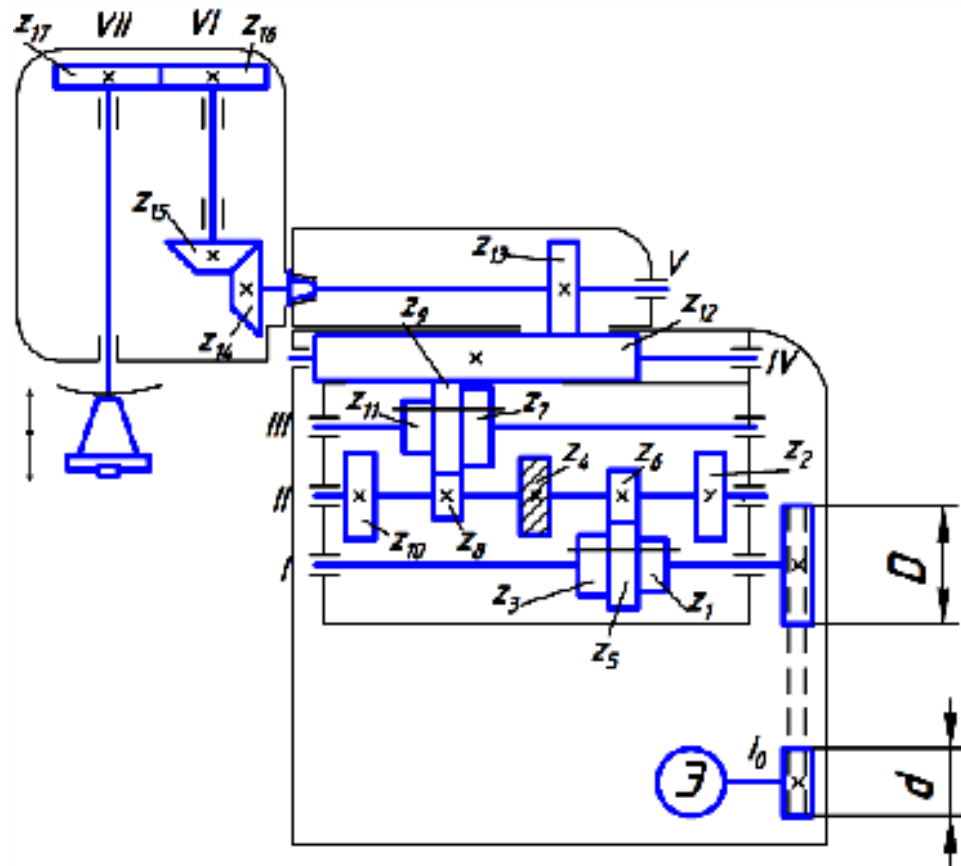 z₁₇ VII VI z₁₆
z₁₅
z₁₃ V
z₁₄
z₉ z₁₂
IV
z₁₁ z₇
III
z₄ z₆ z₂
II
z₁₀ z₈
I
z₃ z₁
z₅
D
i₀
Э
d